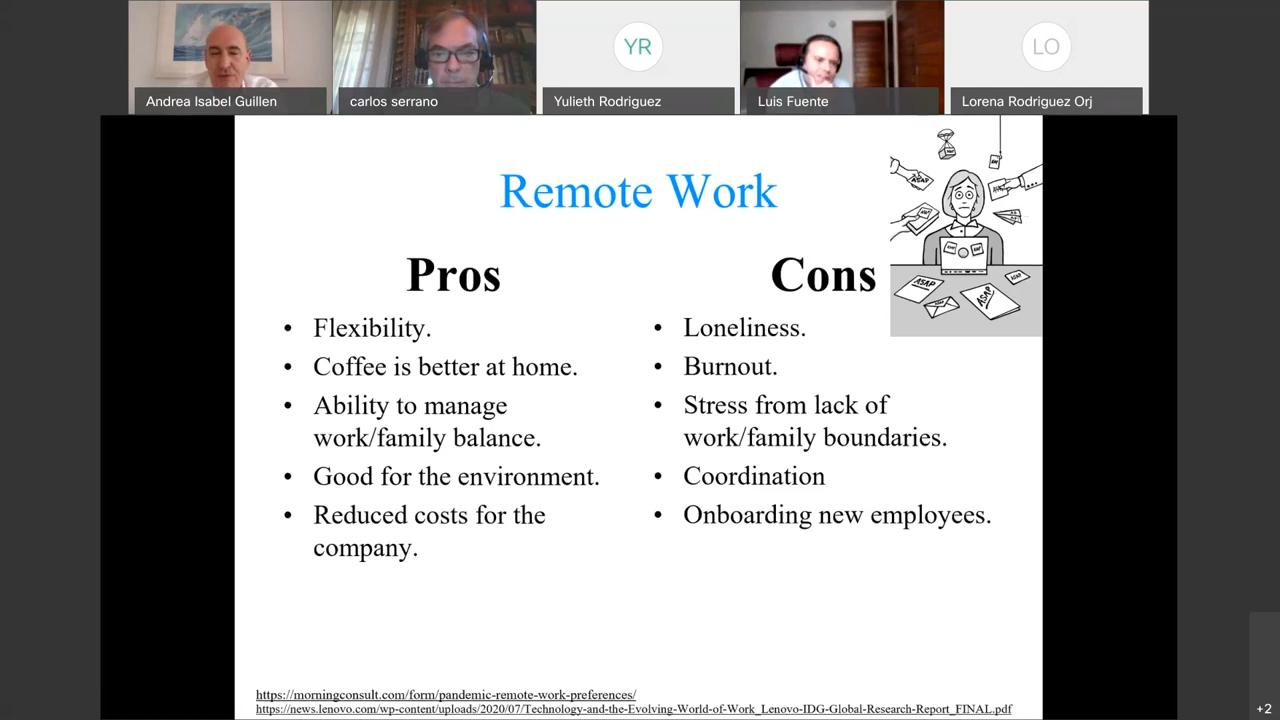 Andrea Isabel Guillen
carlos serrano
YR
Yulieth Rodriguez
Luis Fuente
LO
Lorena Rodriguez Orj
Remote Work
Pros
• Flexibility.
• Coffee is better at home.
• Ability to manage
work/family balance.
• Good for the environment.
• Reduced costs for the
company.
Cons
• Loneliness.
• Burnout.
• Stress from lack of
work/family boundaries.
• Coordination
• Onboarding new employees.
ASAP
ASAP
ASAP
https://morningconsult.com/form/pandemic-remote-work-preferences/
https://news.lenovo.com/wp-content/uploads/2020/07/Technology-and-the-Evolving-World-of-Work_Lenovo-IDG-Global-Research-Report_FINAL.pdf
+2